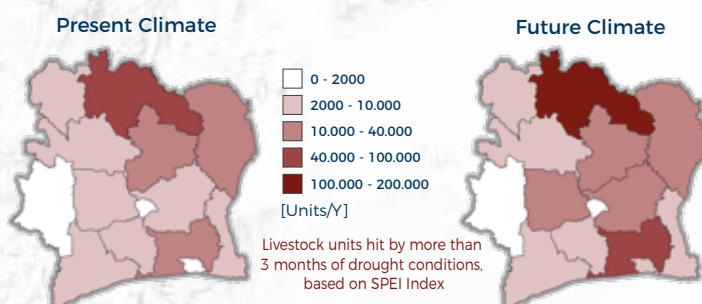 Present Climate
Future Climate
0 - 2000
2000 - 10.000
10.000 - 40.000
40.000 - 100.000
100.000 - 200.000
[Units/Y]
Livestock units hit by more than
3 months of drought conditions,
based on SPEI Index